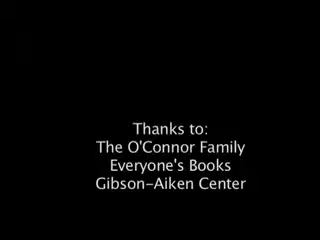 Thanks to:
The O'Connor Family
Everyone's Books
Gibson-Aiken Center